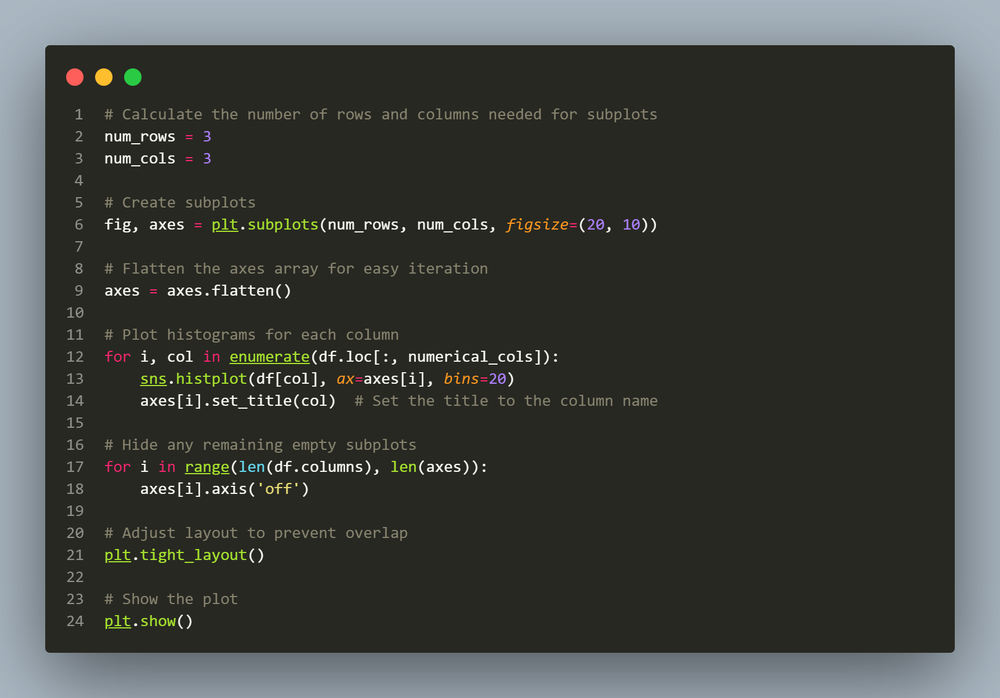 1 # Calculate the number of rows and columns needed for subplots
2 num_rows = 3
3 num_cols = 3
4
5 # Create subplots
6 fig, axes = plt.subplots(num_rows, num_cols, figsize=(20, 10))
7
8 # Flatten the axes array for easy iteration
9 axes = axes.flatten()
10
11 # Plot histograms for each column
12 for i, col in enumerate(df.loc[:, numerical_cols]):
13     sns.histplot(df[col], ax=axes[i], bins=20)
14     axes[i].set_title(col)  # Set the title to the column name
15
16 # Hide any remaining empty subplots
17 for i in range(len(df.columns), len(axes)):
18     axes[i].axis('off')
19
20 # Adjust layout to prevent overlap
21 plt.tight_layout()
22
23 # Show the plot
24 plt.show()